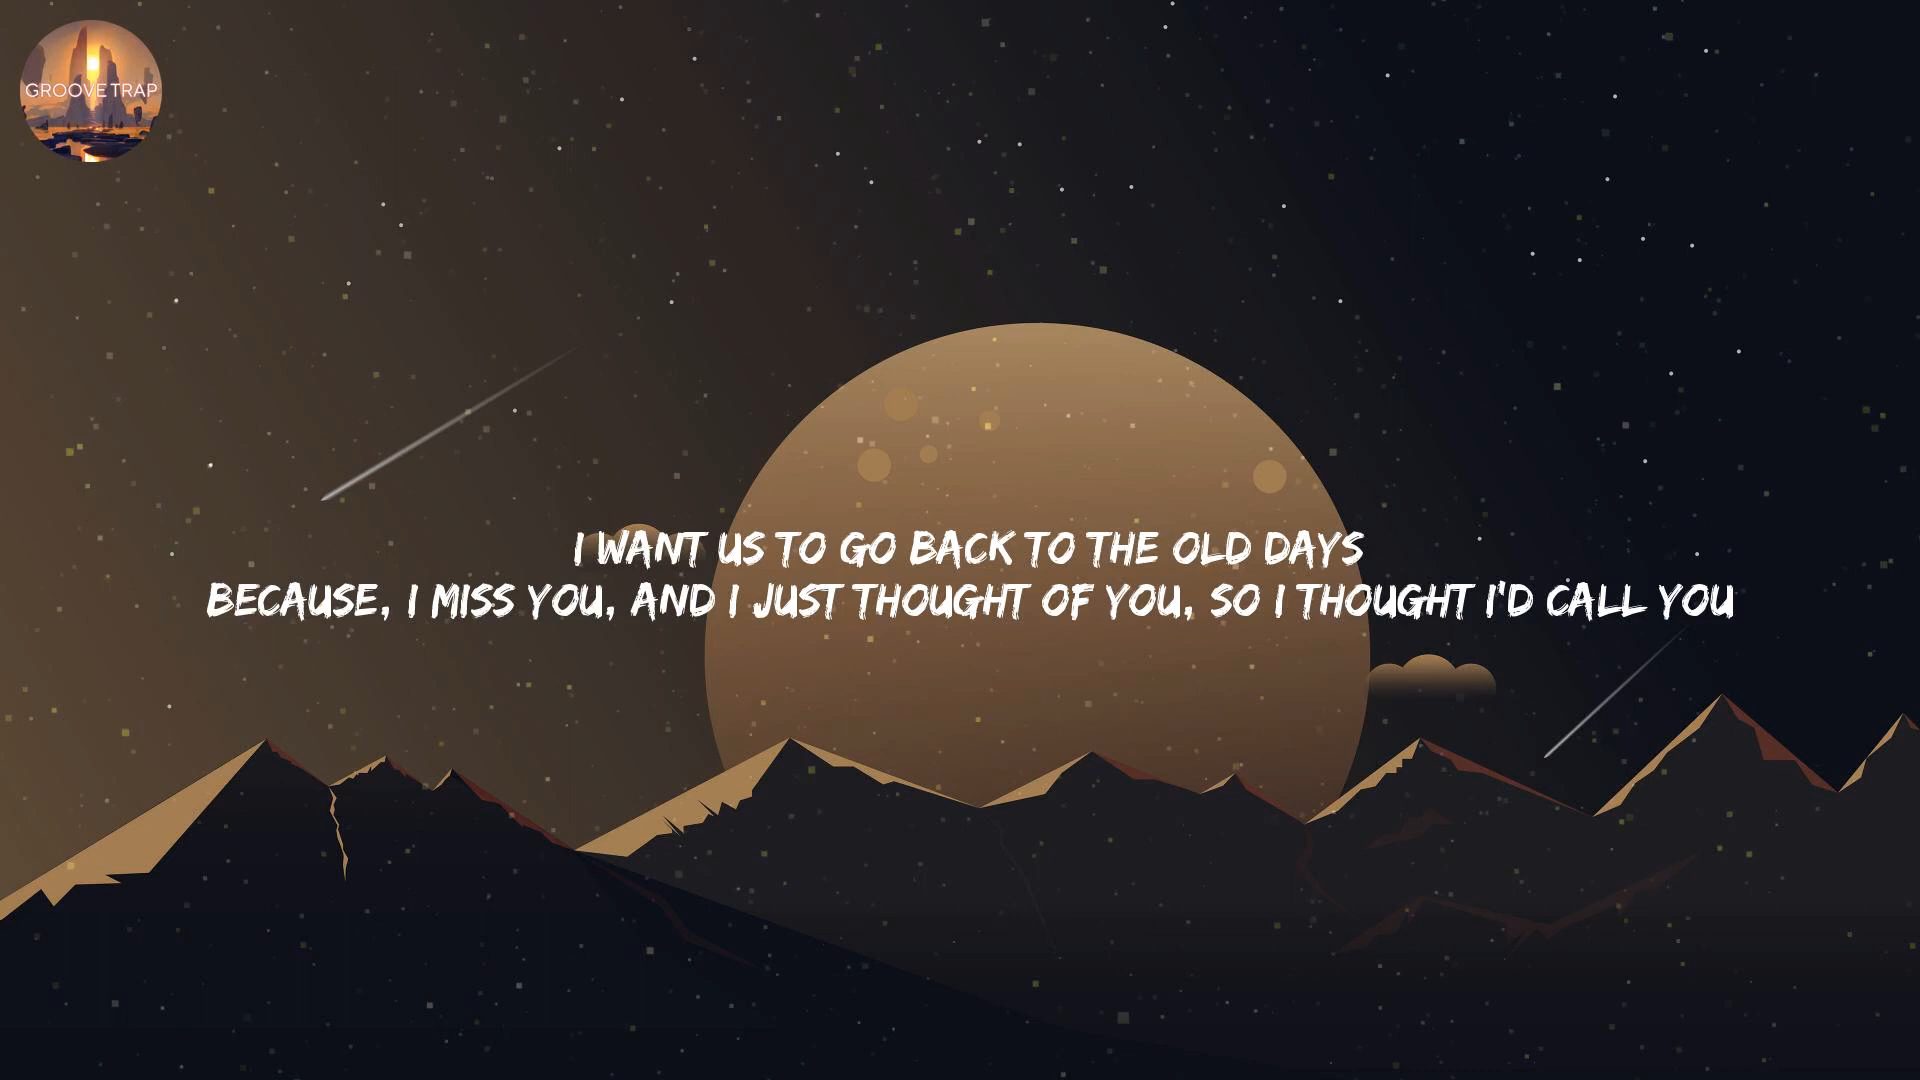 GROOVE TRAP
I WANT US TO GO BACK TO THE OLD DAYS
BECAUSE, I MISS YOU, AND I JUST THOUGHT OF YOU, SO I THOUGHT I'D CALL YOU